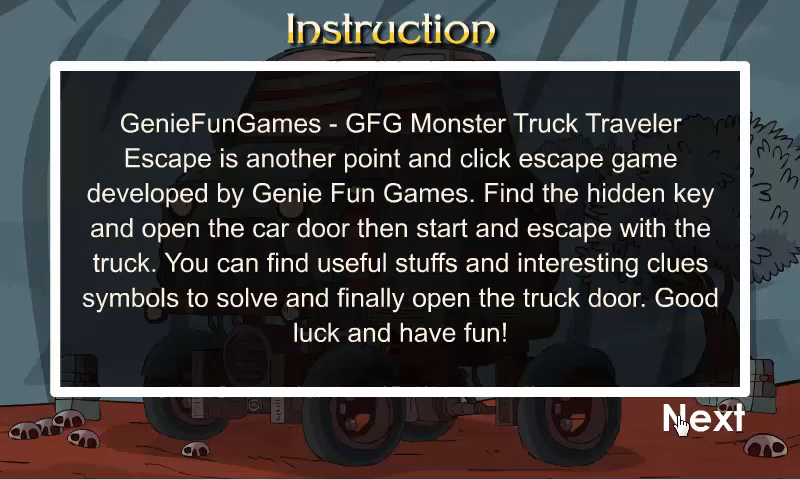 Instruction
GenieFunGames - GFG Monster Truck Traveler
Escape is another point and click escape game
developed by Genie Fun Games. Find the hidden key
and open the car door then start and escape with the
truck. You can find useful stuffs and interesting clues
symbols to solve and finally open the truck door. Good
luck and have fun!
Next